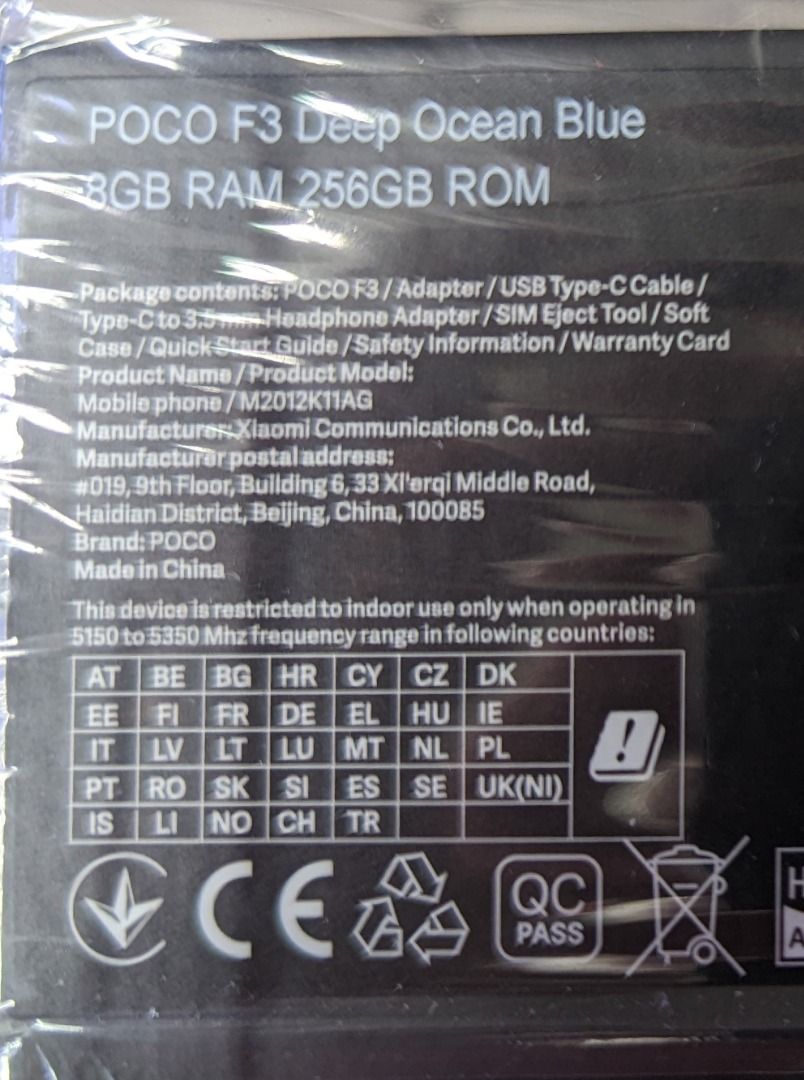 POCO F3 Deep Ocean Blue
8GB RAM 256GB ROM
Package contents: POCO F3 / Adapter / USB Type-C Cable /
Type-C to 3.5 mm Headphone Adapter / SIM Eject Tool / Soft
Case / Quick Start Guide / Safety Information / Warranty Card
Product Name / Product Model:
Mobile phone / M2012K11AG
Manufacturer: Xiaomi Communications Co., Ltd.
Manufacturer postal address:
#019, 9th Floor, Building 6, 33 Xi'erqi Middle Road,
Haidian District, Beijing, China, 100085
Brand: POCO
Made in China
This device is restricted to indoor use only when operating in
5150 to 5350 Mhz frequency range in following countries:
AT BE BG HR CY CZ DK
EE FI FR DE EL HU IE
IT LV LT LU MT NL PL
PT RO SK SI ES SE UK(NI)
IS LI NO CH TR
CE QC
PASS
H
A